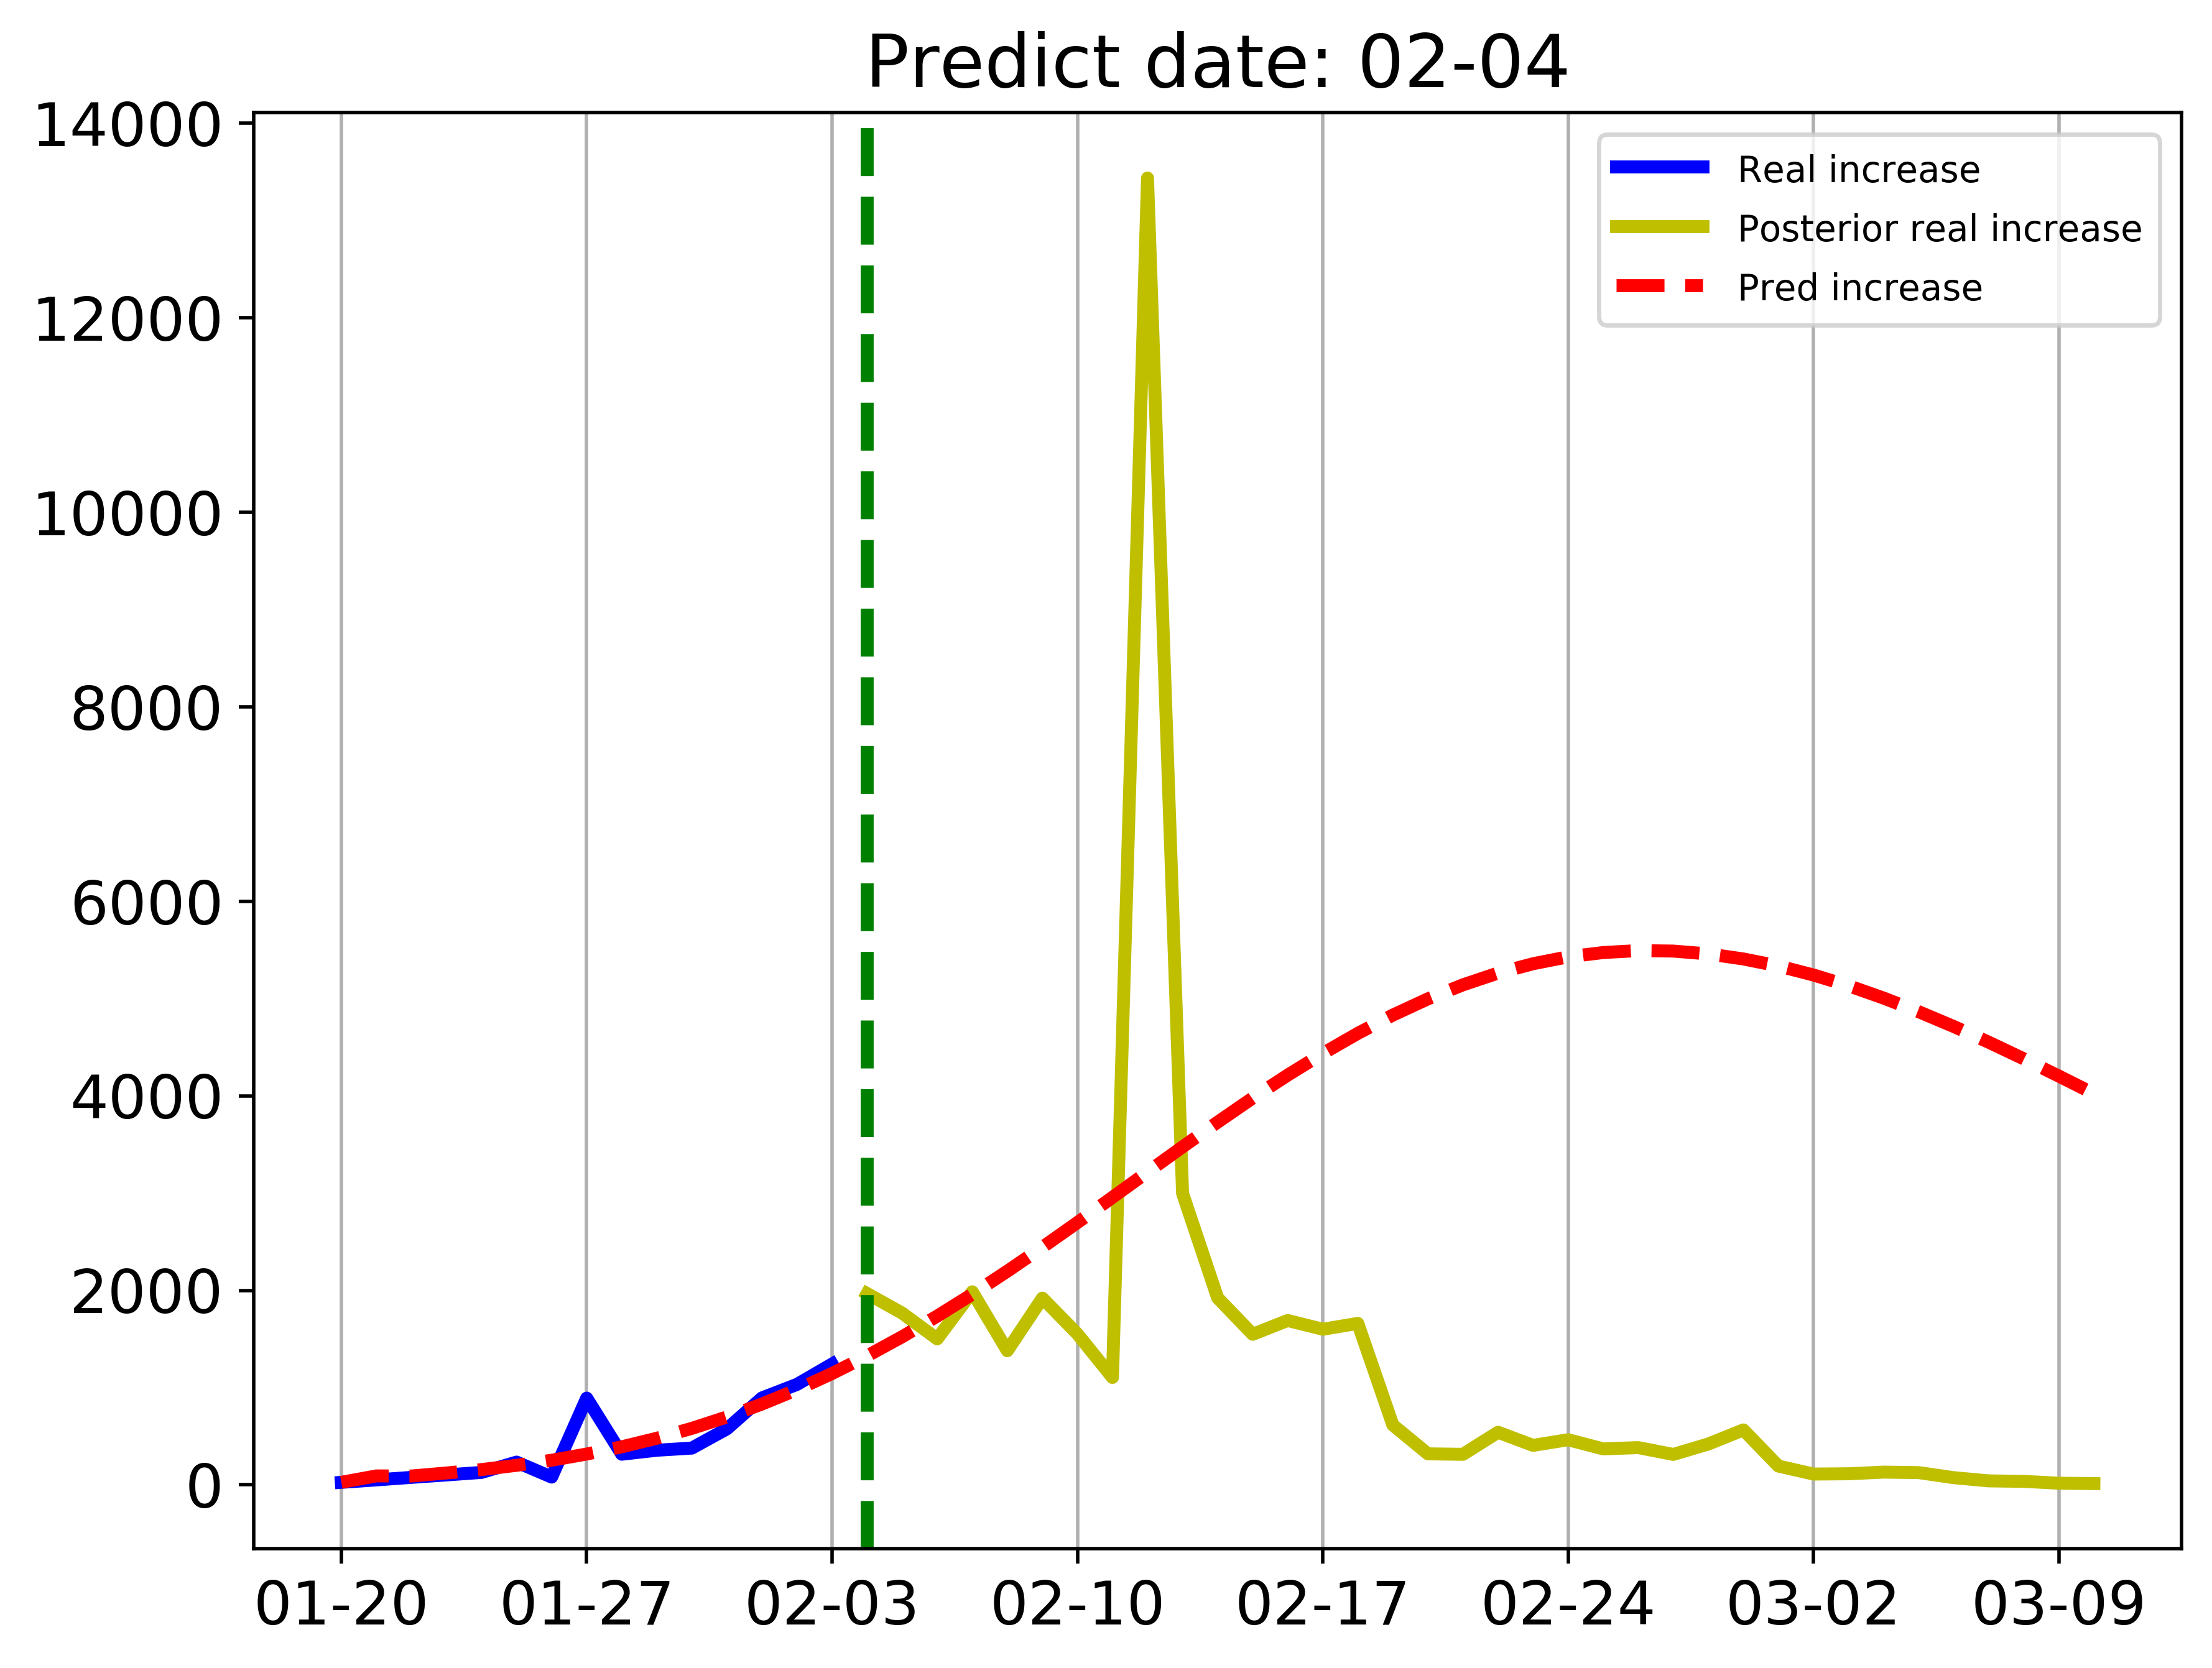 Predict date: 02-04
14000
12000
10000
8000
6000
4000
2000
0
Real increase
Posterior real increase
Pred increase
01-20 01-27 02-03 02-10 02-17 02-24 03-02 03-09